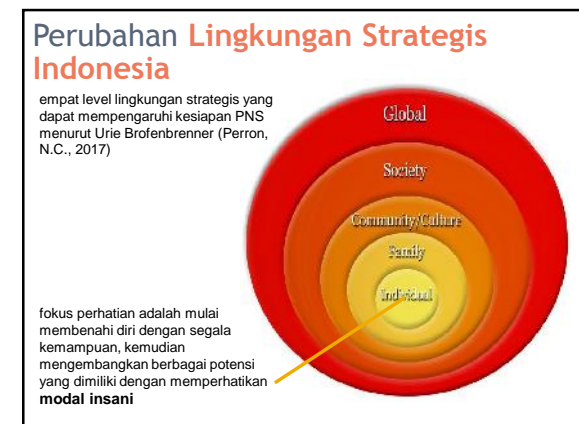 Perubahan Lingkungan Strategis
Indonesia
empat level lingkungan strategis yang
dapat mempengaruhi kesiapan PNS
menurut Urie Brofenbrenner (Perron,
N.C., 2017)
Global
Society
Community/Culture
Family
Individual
fokus perhatian adalah mulai
membenahi diri dengan segala
kemampuan, kemudian
mengembangkan berbagai potensi
yang dimiliki dengan memperhatikan
modal insani